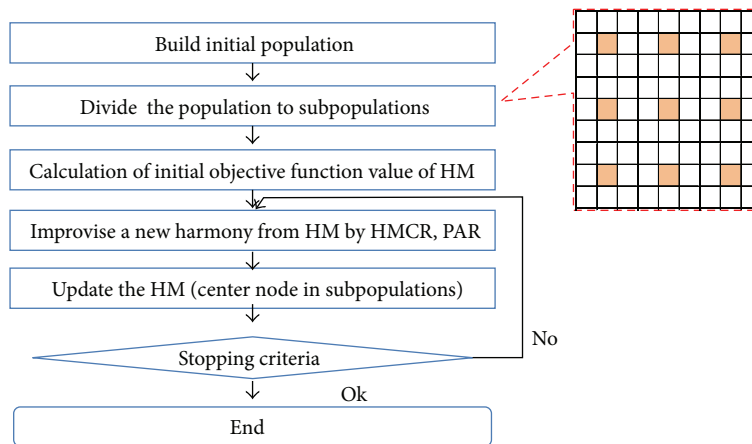 Build initial population
Divide the population to subpopulations
Calculation of initial objective function value of HM
Improvise a new harmony from HM by HMCR, PAR
Update the HM (center node in subpopulations)
Stopping criteria
No
Ok
End